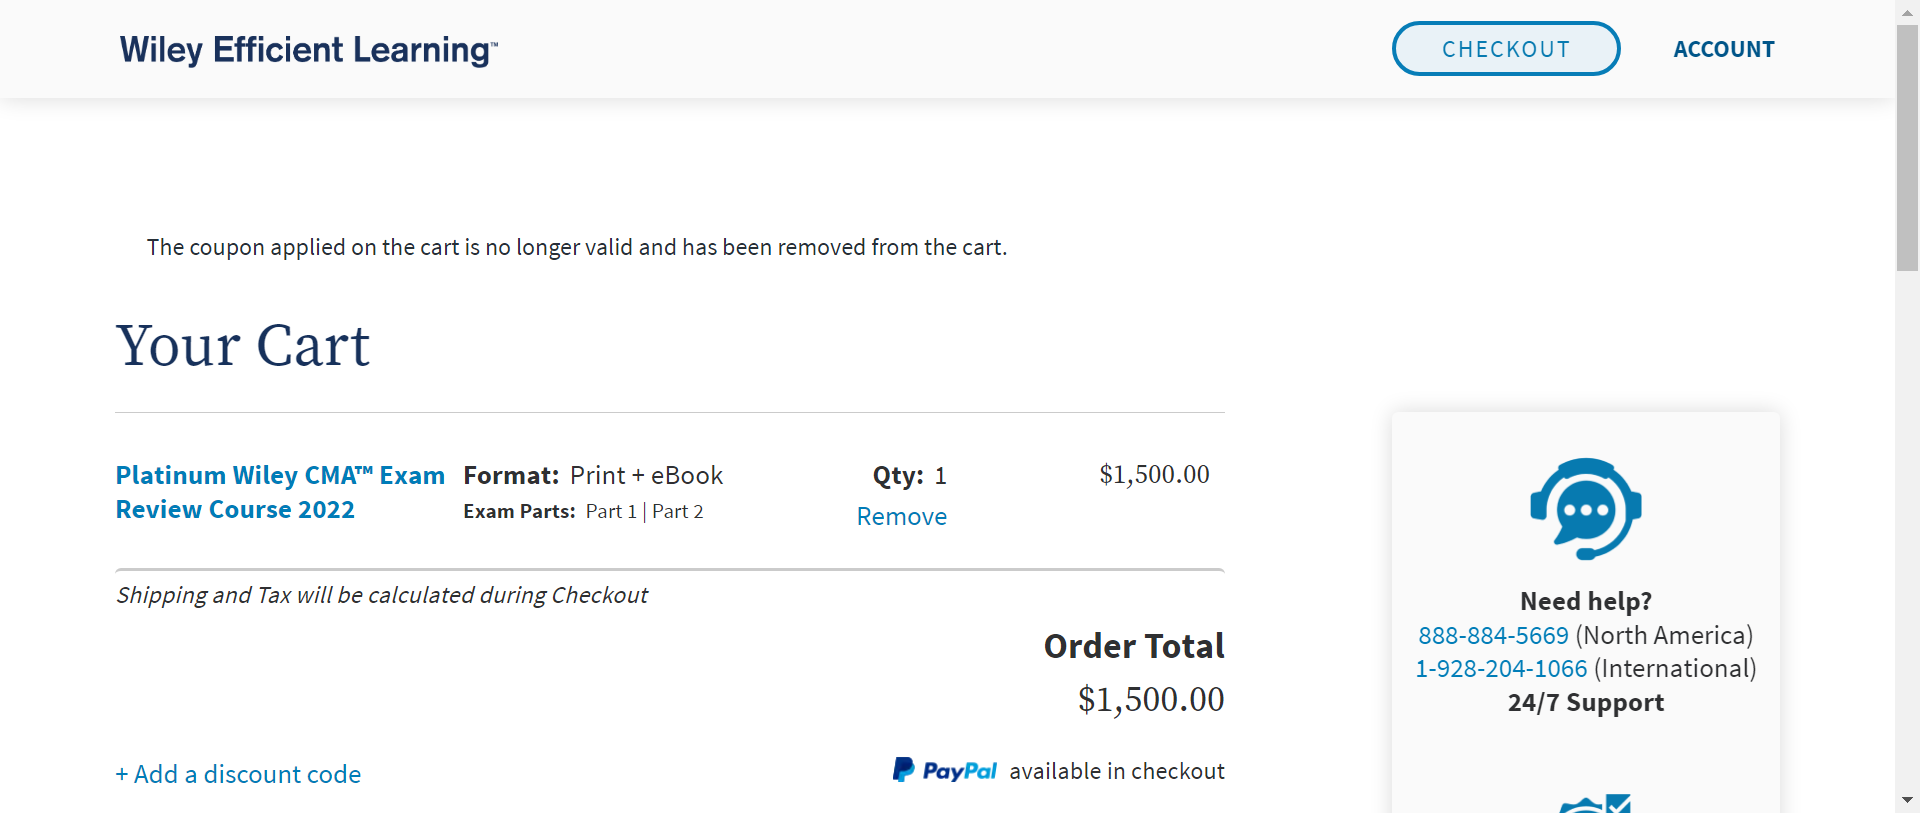 Wiley Efficient Learning™
CHECKOUT
ACCOUNT
The coupon applied on the cart is no longer valid and has been removed from the cart.
Your Cart
Platinum Wiley CMA™ Exam
Review Course 2022
Format: Print + eBook
Exam Parts: Part 1 | Part 2
Qty: 1
Remove
$1,500.00
Shipping and Tax will be calculated during Checkout
Order Total
$1,500.00
+ Add a discount code
PayPal available in checkout
Need help?
888-884-5669 (North America)
1-928-204-1066 (International)
24/7 Support